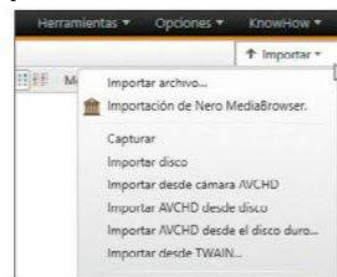 Herramientas Opciones KnowHow
Importar
Importar archivo...
Importación de Nero MediaBrowser.
Capturar
Importar disco
Importar desde cámara AVCHD
Importar AVCHD desde disco
Importar AVCHD desde el disco duro...
Importar desde TWAIN...